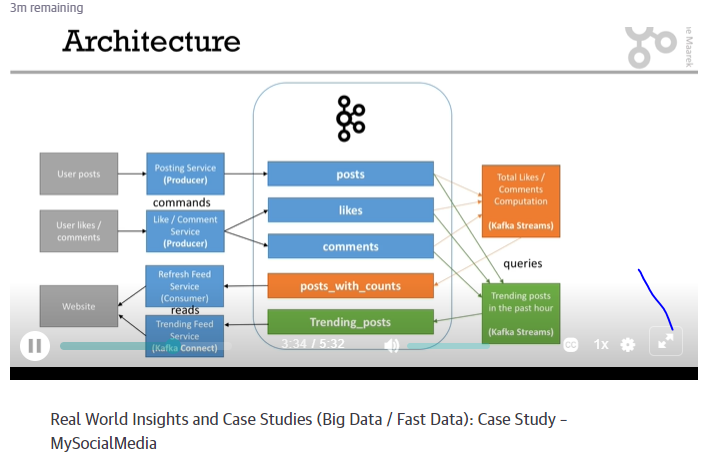 3m remaining
Architecture
ie Maarek
User posts
Posting Service
(Producer)
commands
posts
Total Likes /
Comments
Computation
(Kafka Streams)
User likes /
comments
Like / Comment
Service
(Producer)
likes
comments
queries
Website
Refresh Feed
Service
(Consumer)
reads
Trending Feed
Service
(Kafka Connect)
posts_with_counts
Trending_posts
Trending posts
in the past hour
(Kafka Streams)
3:34 / 5:32
CC
1x
Real World Insights and Case Studies (Big Data / Fast Data): Case Study –
MySocialMedia